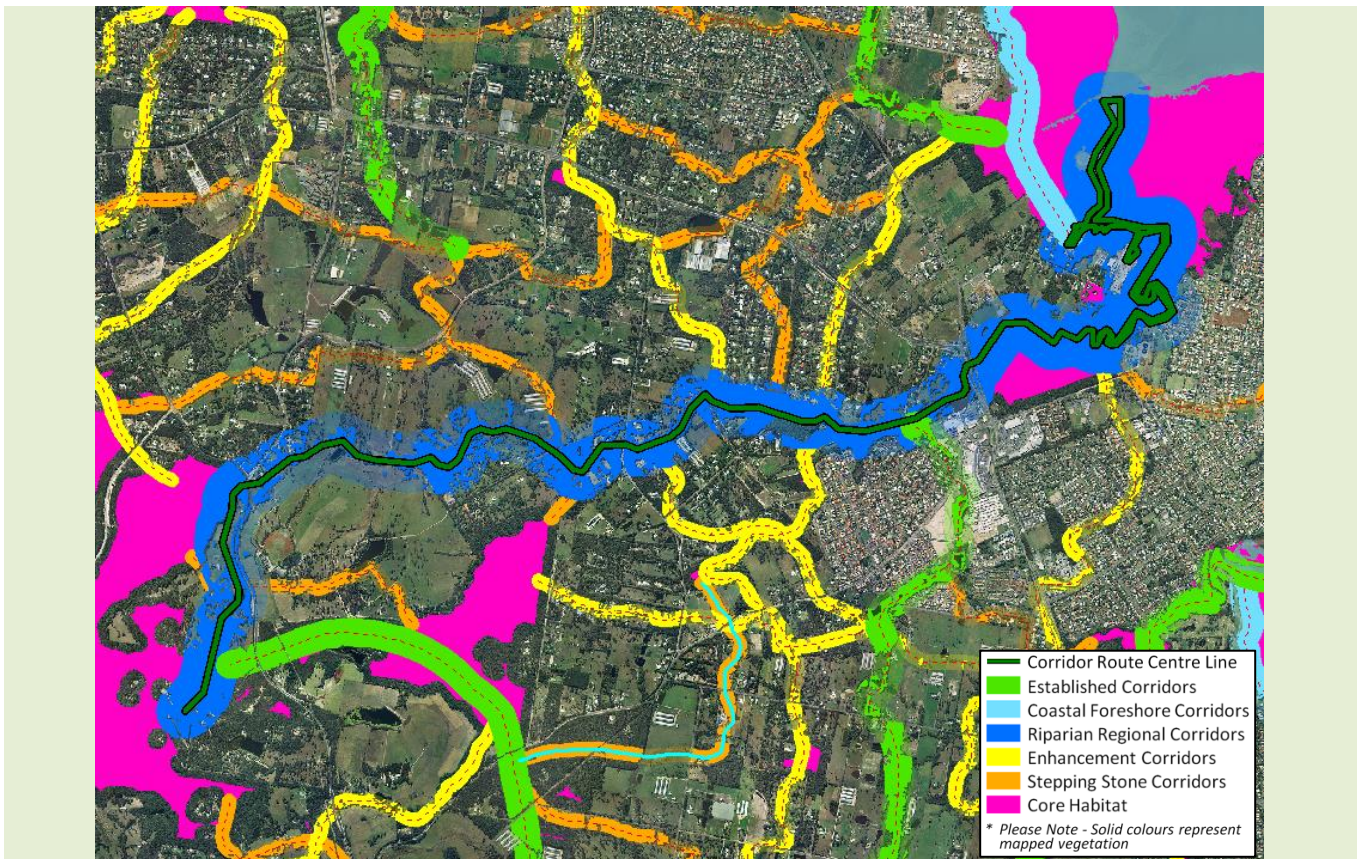 Corridor Route Centre Line
Established Corridors
Coastal Foreshore Corridors
Riparian Regional Corridors
Enhancement Corridors
Stepping Stone Corridors
Core Habitat
* Please Note - Solid colours represent
mapped vegetation